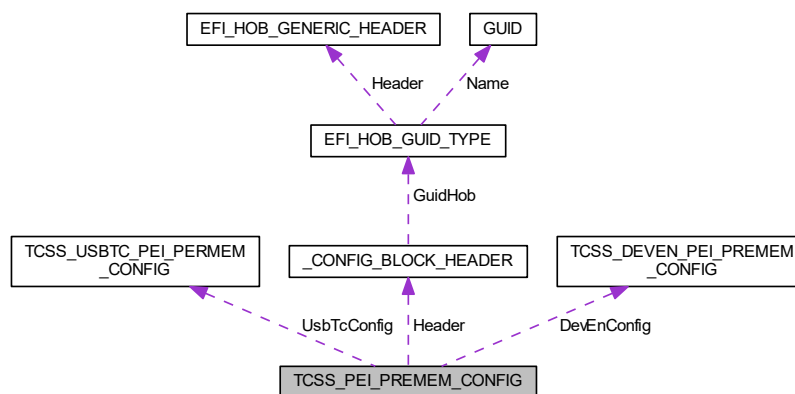 EFI_HOB_GENERIC_HEADER
GUID
Header
Name
EFI_HOB_GUID_TYPE
GuidHob
TCSS_USBTC_PEI_PERMEM
_CONFIG
_CONFIG_BLOCK_HEADER
TCSS_DEVEN_PEI_PREMEM
_CONFIG
UsbTcConfig
Header
DevEnConfig
TCSS_PEI_PREMEM_CONFIG